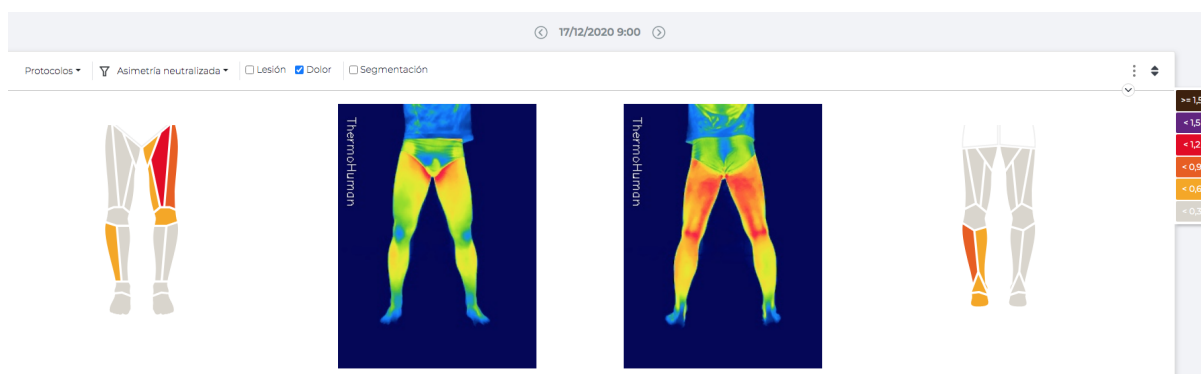 17/12/2020 9:00
Protocolos Asimetría neutralizada Lesión Dolor Segmentación
ThermoHuman
ThermoHuman
>= 1,5
< 1,5
< 1,2
< 0,9
< 0,6
< 0,3